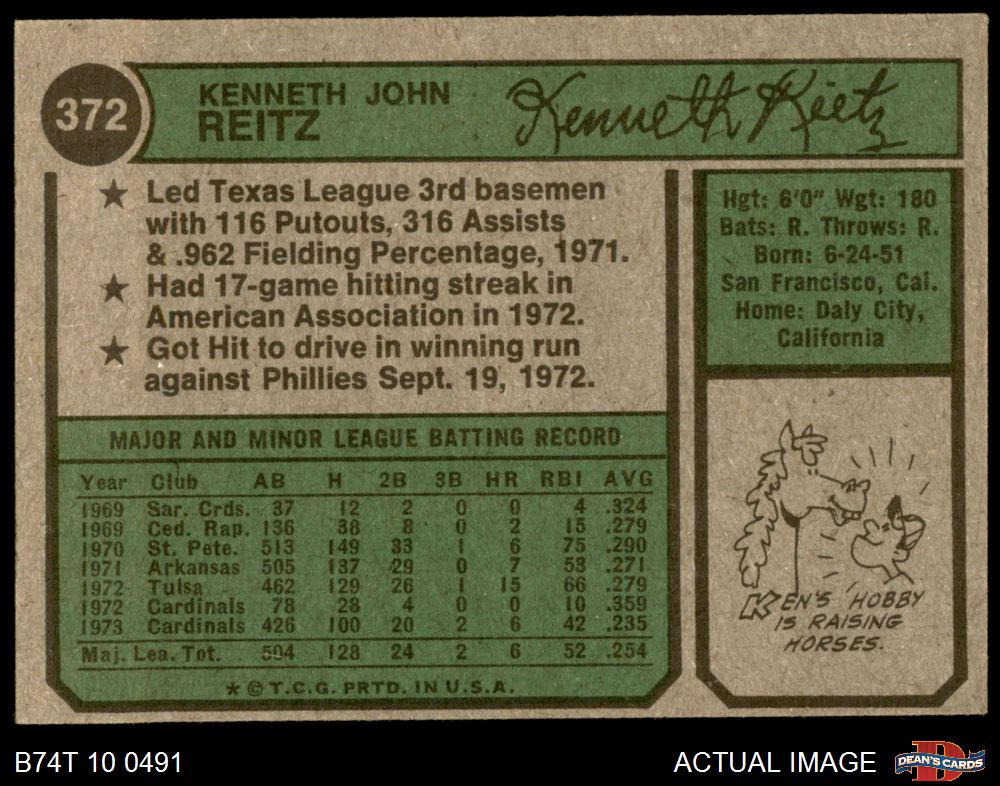 372
KENNETH JOHN
REITZ
Kenneth Reitz
★ Led Texas League 3rd basemen
with 116 Putouts, 316 Assists
& .962 Fielding Percentage, 1971.
★ Had 17-game hitting streak in
American Association in 1972.
★ Got Hit to drive in winning run
against Phillies Sept. 19, 1972.
Hgt: 6'0" Wgt: 180
Bats: R. Throws: R.
Born: 6-24-51
San Francisco, Cal.
Home: Daly City,
California
MAJOR AND MINOR LEAGUE BATTING RECORD
Year Club AB H 2B 3B HR RBI AVG
1969 Sar. Crds. 37 12 2 0 0 4 .324
1969 Ced. Rap. 136 38 8 0 2 15 .279
1970 St. Pete. 513 149 33 1 6 75 .290
1971 Arkansas 505 137 29 0 7 53 .271
1972 Tulsa 462 129 26 1 15 66 .279
1972 Cardinals 78 28 4 0 0 10 .359
1973 Cardinals 426 100 20 2 6 42 .235
Maj. Lea. Tot. 504 128 24 2 6 52 .254
* © T.C.G. PRTD. IN U.S.A.
KEN'S HOBBY
IS RAISING
HORSES.
B74T 10 0491
ACTUAL IMAGE
DEAN'S CARDS